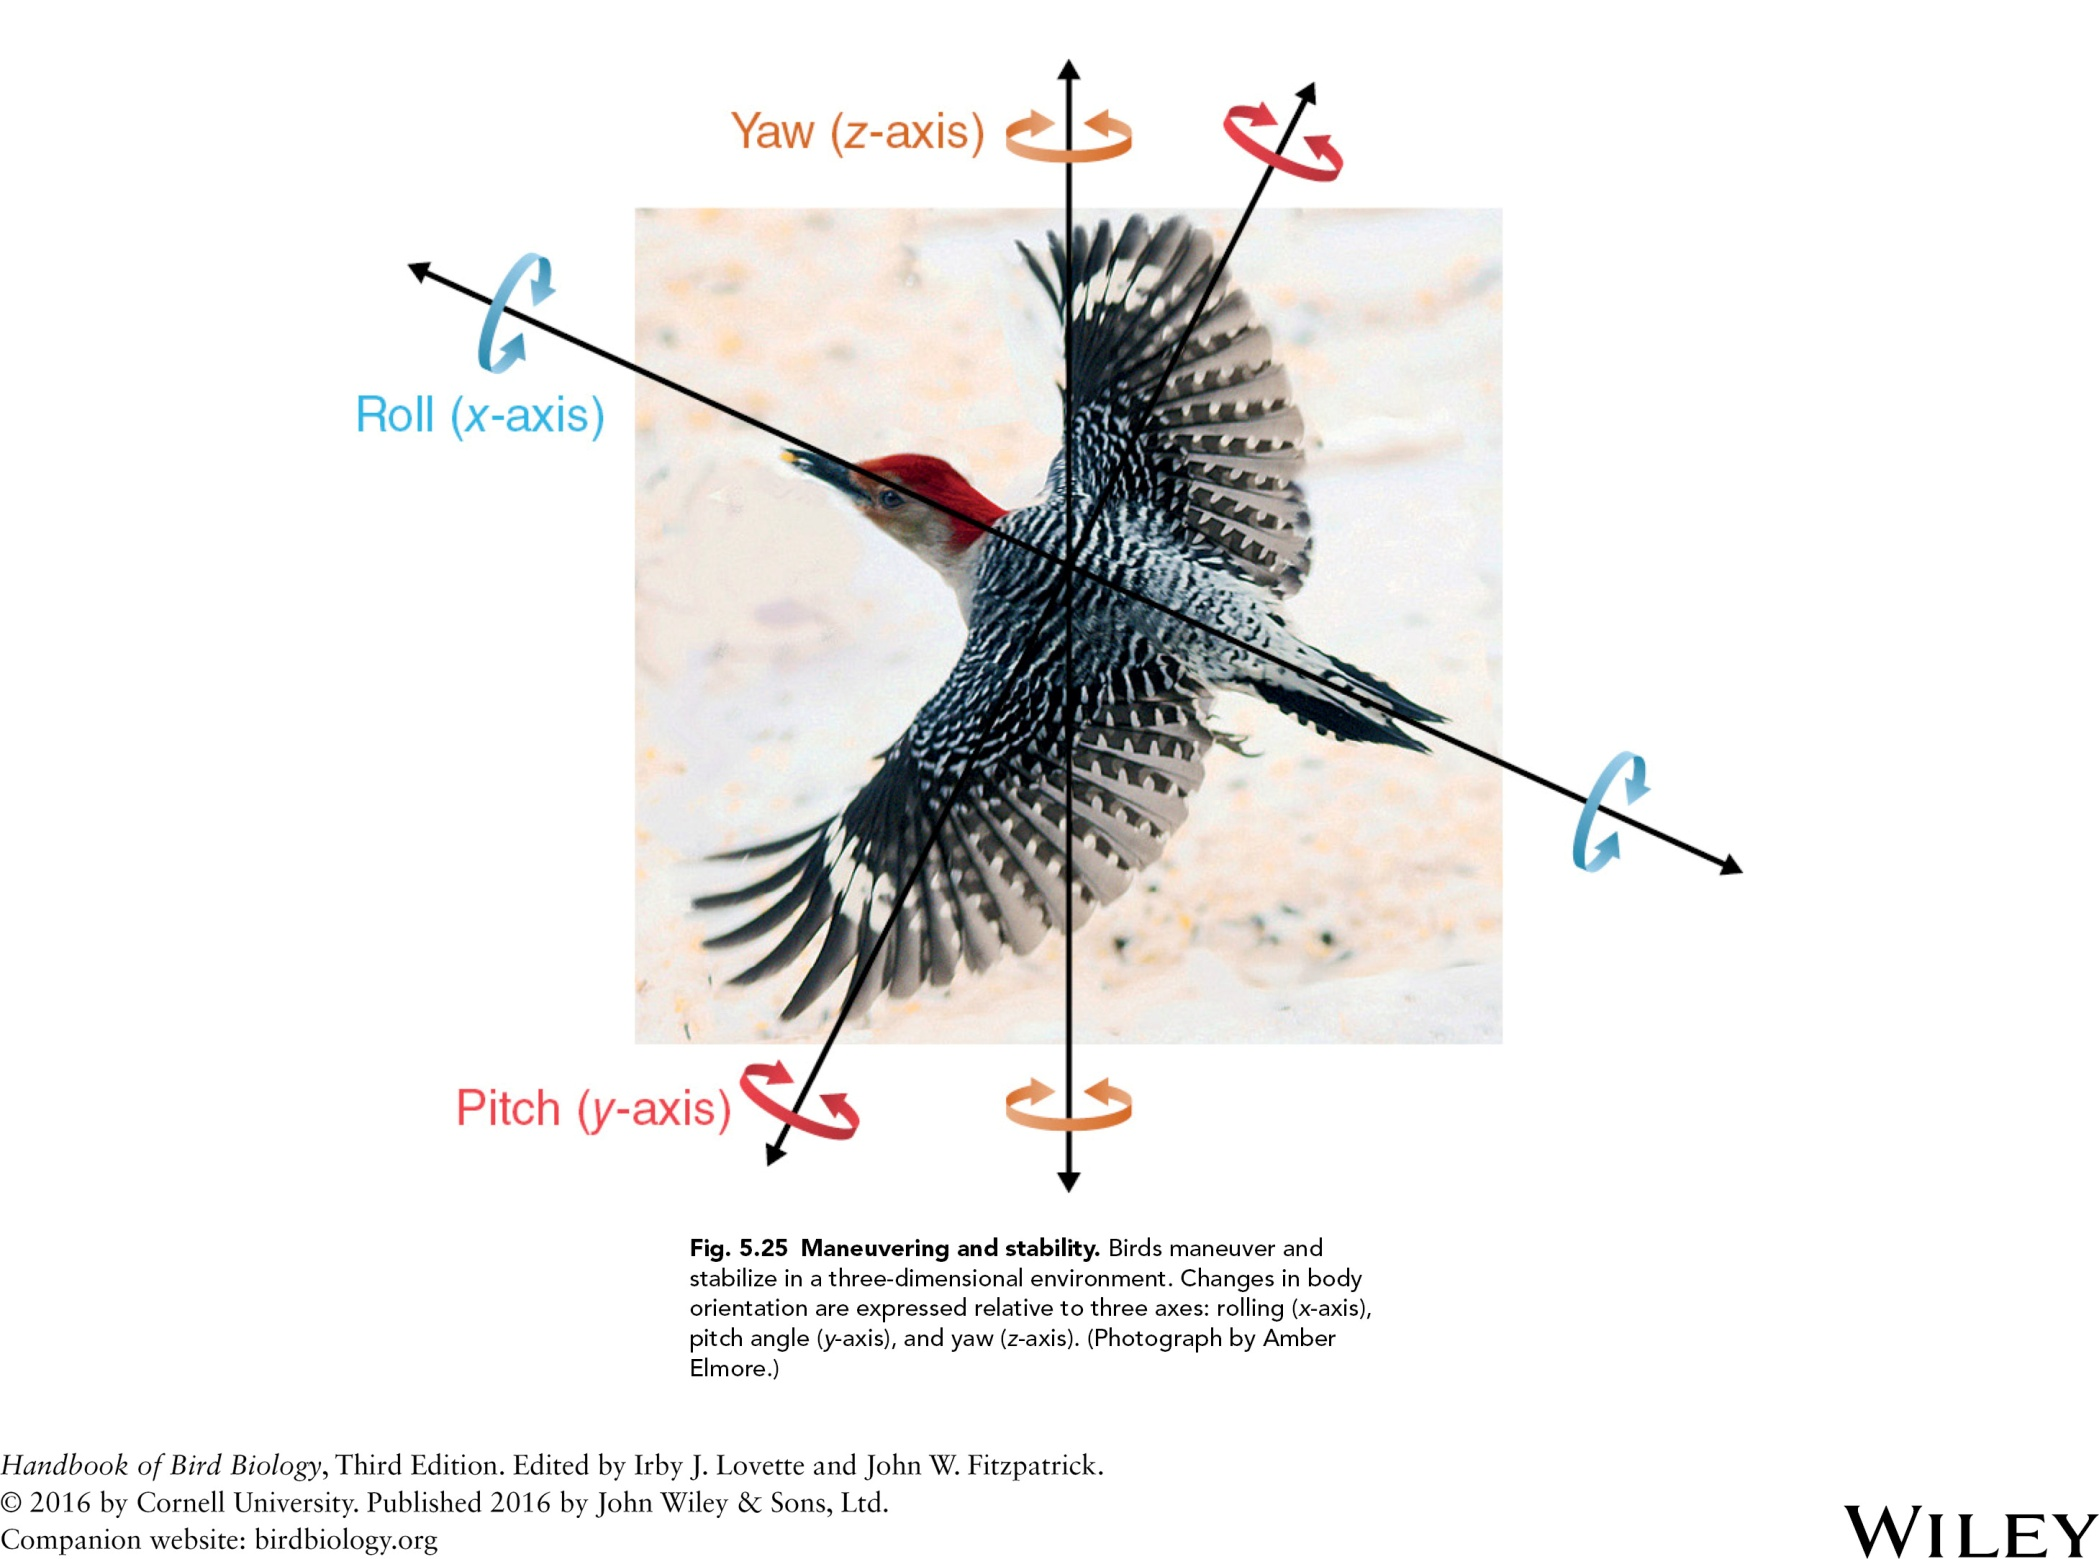 Yaw (z-axis)
Roll (x-axis)
Pitch (y-axis)
Fig. 5.25 Maneuvering and stability. Birds maneuver and
stabilize in a three-dimensional environment. Changes in body
orientation are expressed relative to three axes: rolling (x-axis),
pitch angle (y-axis), and yaw (z-axis). (Photograph by Amber
Elmore.)
Handbook of Bird Biology, Third Edition. Edited by Irby J. Lovette and John W. Fitzpatrick.
© 2016 by Cornell University. Published 2016 by John Wiley & Sons, Ltd.
Companion website: birdbiology.org
WILEY